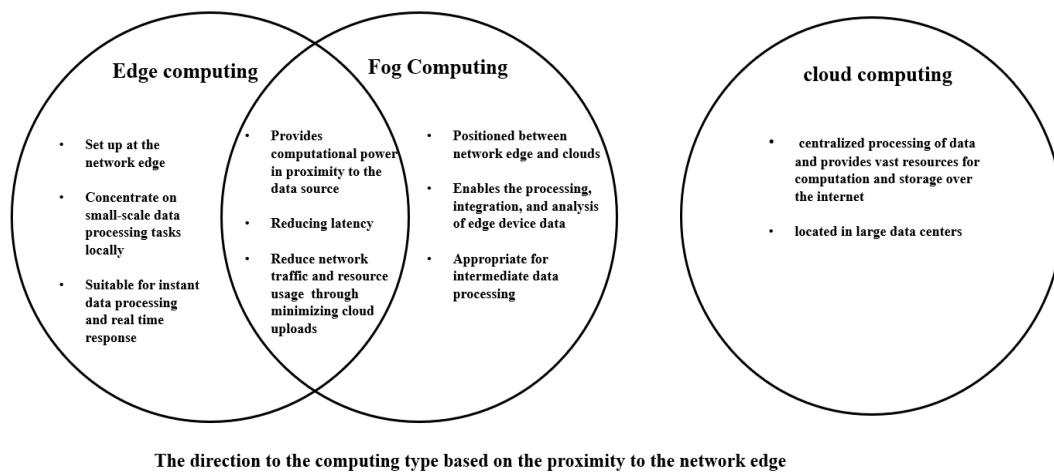 Edge computing
• Set up at the
network edge
• Concentrate on
small-scale data
processing tasks
locally
• Suitable for instant
data processing
and real time
response
• Provides
computational power
in proximity to the
data source
• Reducing latency
• Reduce network
traffic and resource
usage through
minimizing cloud
uploads
Fog Computing
• Positioned between
network edge and clouds
• Enables the processing,
integration, and analysis
of edge device data
• Appropriate for
intermediate data
processing
cloud computing
• centralized processing of data
and provides vast resources for
computation and storage over
the internet
• located in large data centers
The direction to the computing type based on the proximity to the network edge